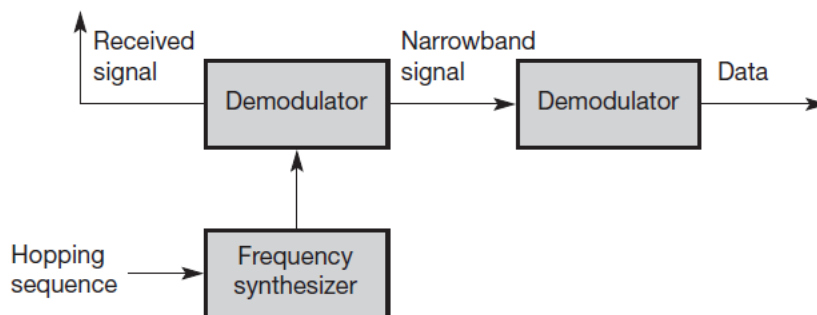 Received
signal
Demodulator
Narrowband
signal
Demodulator
Data
Hopping
sequence
Frequency
synthesizer